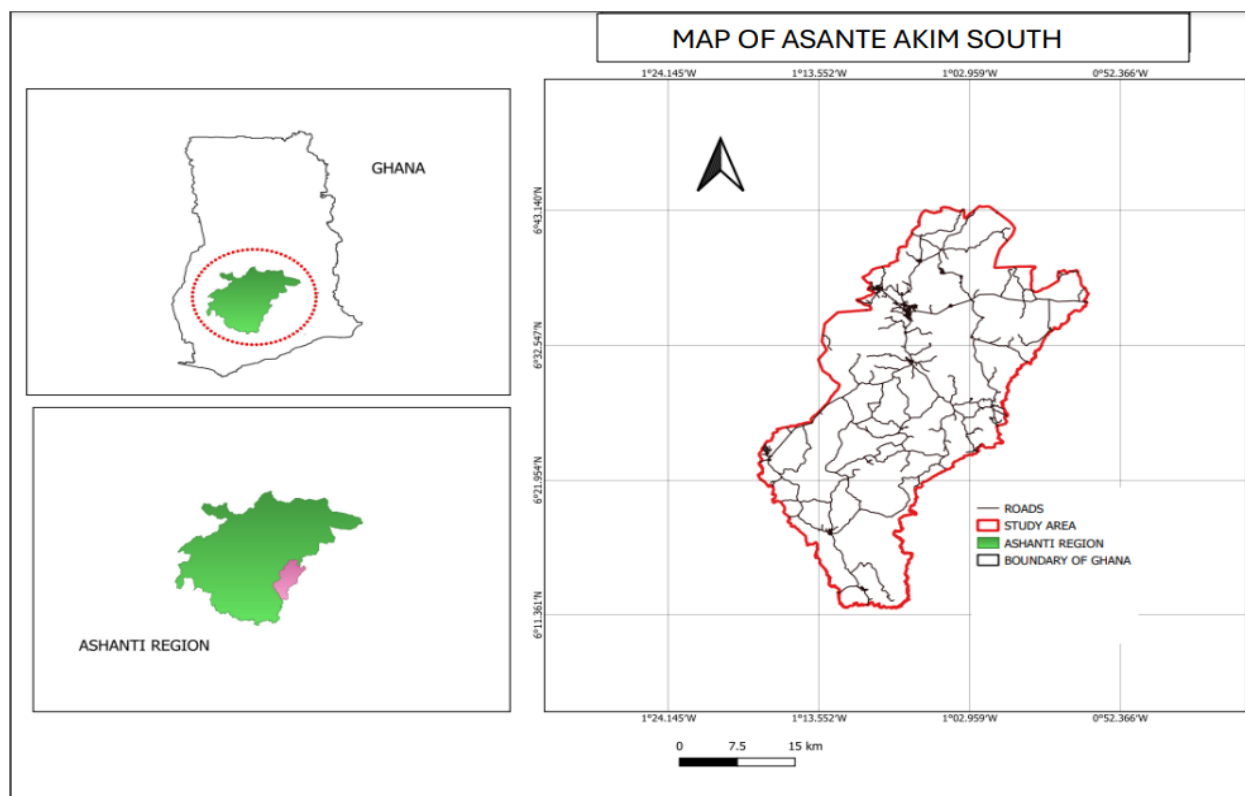 MAP OF ASANTE AKIM SOUTH
GHANA
ASHANTI REGION
1°24.145'W 1°13.552'W 1°02.959'W 0°52.366'W
6°43.140'N
6°32.547'N
6°21.954'N
6°11.361'N
ROADS
STUDY AREA
ASHANTI REGION
BOUNDARY OF GHANA
1°24.145'W 1°13.552'W 1°02.959'W 0°52.366'W
0 7.5 15 km